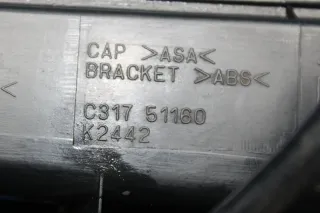 CAP >ASA<
BRACKET >ABS<
C317 51180
K2442